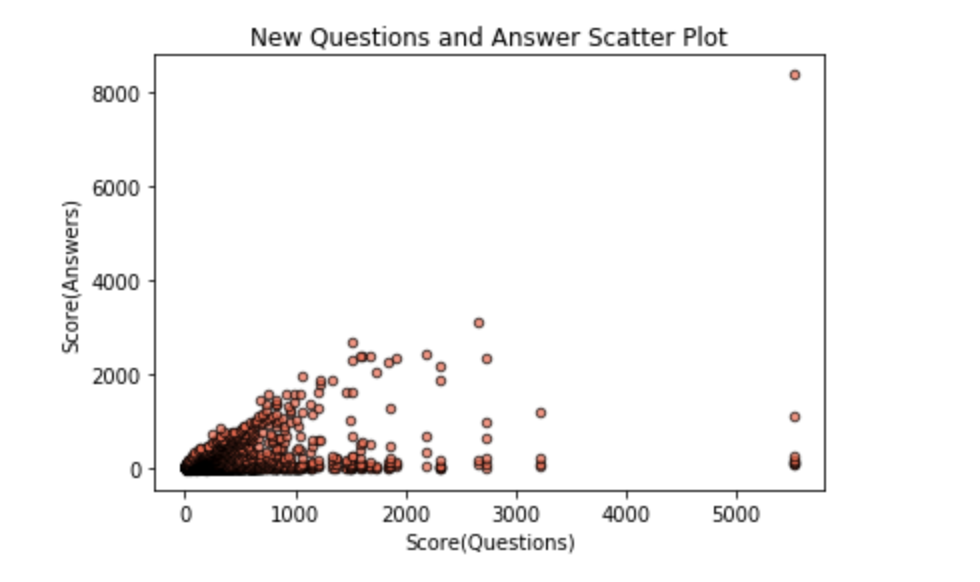 New Questions and Answer Scatter Plot
8000
6000
4000
2000
0
Score(Answers)
0 1000 2000 3000 4000 5000
Score(Questions)